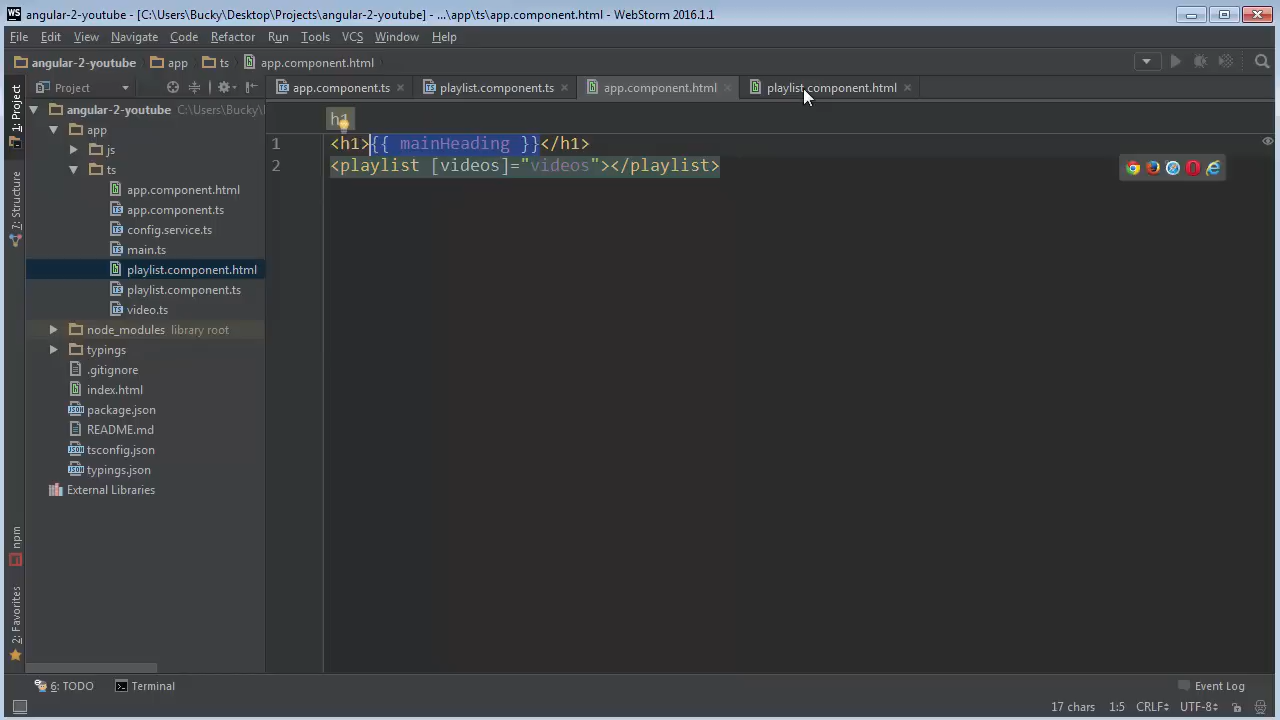 WS angular-2-youtube - [C:\Users\Bucky\Desktop\Projects\angular-2-youtube] - ...\app\ts\app.component.html - WebStorm 2016.1.1
File Edit View Navigate Code Refactor Run Tools VCS Window Help
angular-2-youtube app ts app.component.html
Project
app.component.ts playlist.component.ts app.component.html playlist.component.html
1: Project
7: Structure
npm
2: Favorites
angular-2-youtube C:\Users\Bucky\
app
js
ts
app.component.html
app.component.ts
config.service.ts
main.ts
playlist.component.html
playlist.component.ts
video.ts
node_modules library root
typings
.gitignore
index.html
package.json
README.md
tsconfig.json
typings.json
External Libraries
h1
1 <h1>{{ mainHeading }}</h1>
2 <playlist [videos]="videos"></playlist>
6: TODO Terminal Event Log
17 chars 1:5 CRLF UTF-8